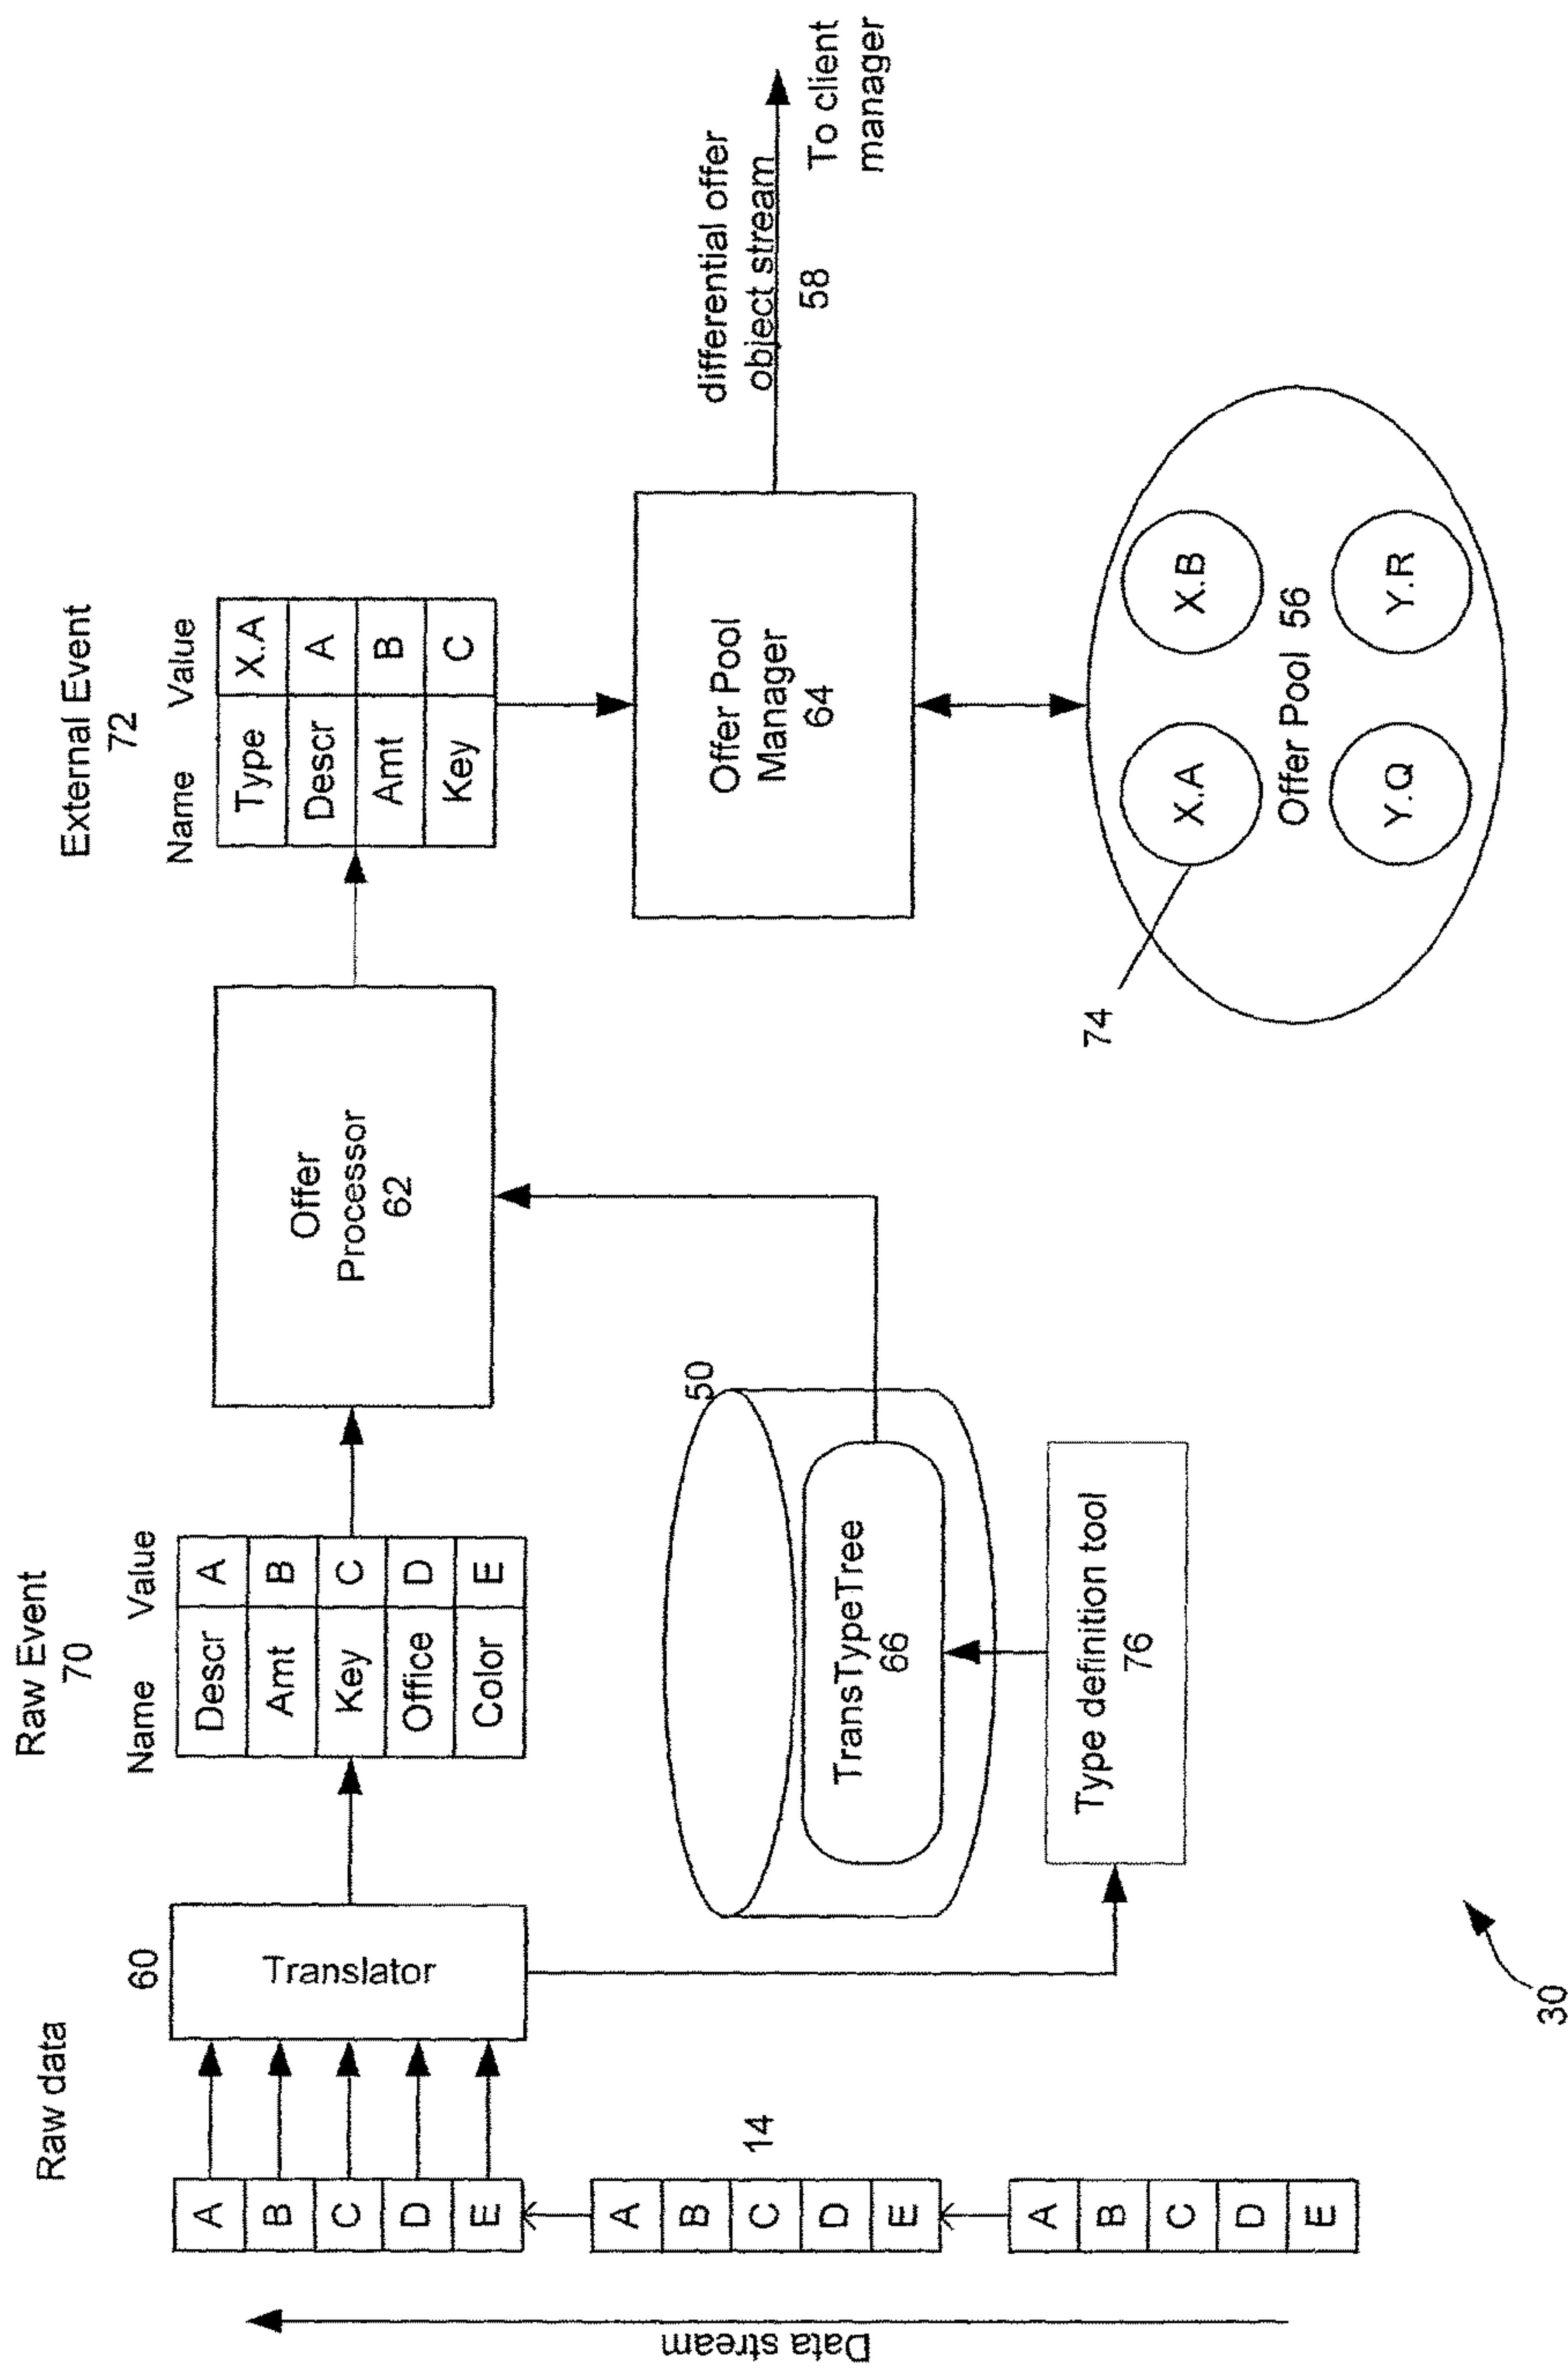 Data stream
Raw data
A
B
C
D
E
14
A
B
C
D
E
A
B
C
D
E
60
Translator
Raw Event
70
Name Value
Descr A
Amt B
Key C
Office D
Color E
50
TransTypeTree
66
Type definition tool
76
30
Offer
Processor
62
External Event
72
Name Value
Type X.A
Descr A
Amt B
Key C
Offer Pool
Manager
64
74
X.A
X.B
Offer Pool 56
Y.Q
Y.R
differential offer
object stream
58
To client
manager